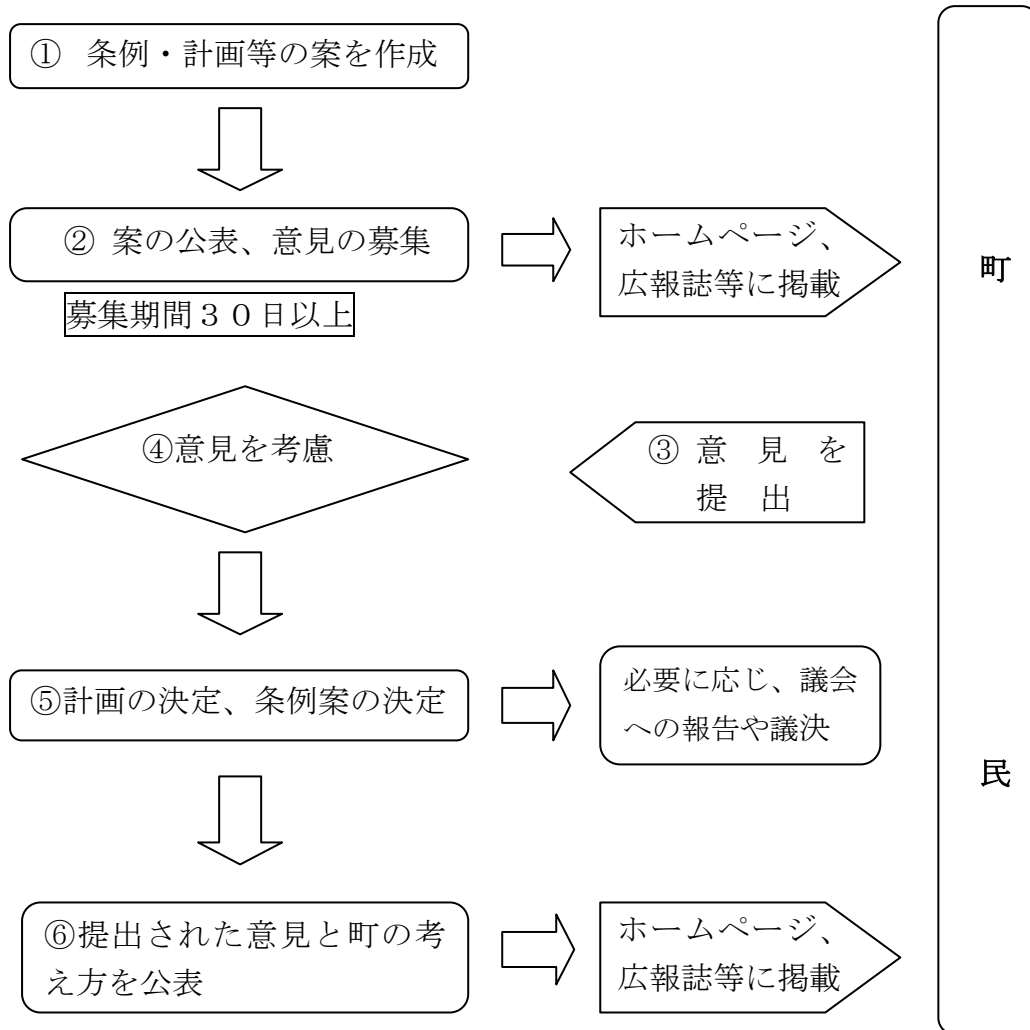 ① 条例・計画等の案を作成
② 案の公表、意見の募集
ホームページ、
広報誌等に掲載
募集期間３０日以上
③ 意 見 を
提 出
④意見を考慮
⑤計画の決定、条例案の決定
必要に応じ、議会
への報告や議決
⑥提出された意見と町の考
え方を公表
ホームページ、
広報誌等に掲載
町
民